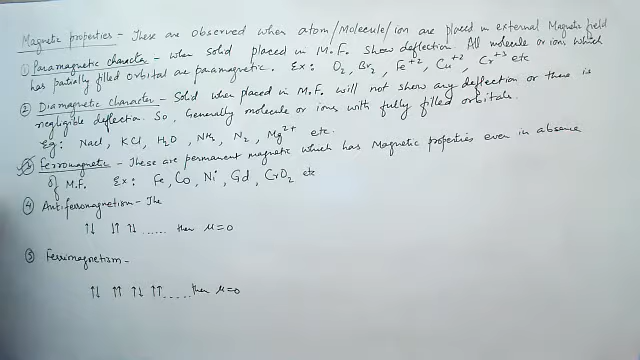 Magnetic properties - These are observed when atom/Molecule/ion are placed in external Magnetic field
① Paramagnetic character - when solid placed in M.F. show deflection. All molecule or ions which
has partially filled orbital are paramagnetic. Ex: O₂, Br₂, Fe⁺², Cu⁺², Cr⁺³ etc
② Diamagnetic character - Solid when placed in M.F. will not show any deflection or there is
negligible deflection. So, Generally molecule or ions with fully filled orbitals.
Eg: Nacl, KCl, H₂O, NH₃, N₂, Mg²⁺ etc.
③ Ferromagnetic - These are permanent magnetic which has Magnetic properties even in absence
of M.F. Ex: Fe, Co, Ni, Gd, CrO₂ etc
④ Antiferromagnetism - The
↑↓ ↓↑ ↑↓ ...... then μ=0
⑤ Ferrimagnetism -
↑↓ ↑↑ ↑↓ ↑↑ ..... then μ=0